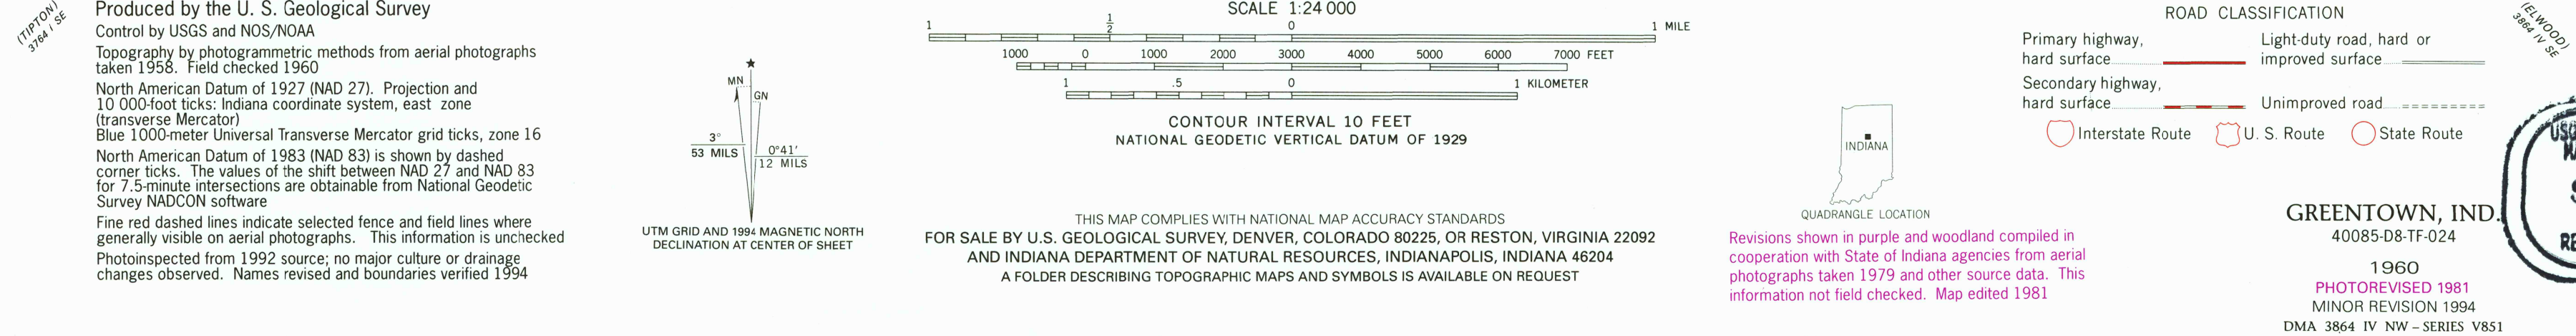 (TIPTON)
3764 I SE
Produced by the U. S. Geological Survey
Control by USGS and NOS/NOAA
Topography by photogrammetric methods from aerial photographs
taken 1958. Field checked 1960
North American Datum of 1927 (NAD 27). Projection and
10 000-foot ticks: Indiana coordinate system, east zone
(transverse Mercator)
Blue 1000-meter Universal Transverse Mercator grid ticks, zone 16
North American Datum of 1983 (NAD 83) is shown by dashed
corner ticks. The values of the shift between NAD 27 and NAD 83
for 7.5-minute intersections are obtainable from National Geodetic
Survey NADCON software
Fine red dashed lines indicate selected fence and field lines where
generally visible on aerial photographs. This information is unchecked
Photoinspected from 1992 source; no major culture or drainage
changes observed. Names revised and boundaries verified 1994
MN
GN
3°
53 MILS
0°41'
12 MILS
UTM GRID AND 1994 MAGNETIC NORTH
DECLINATION AT CENTER OF SHEET
SCALE 1:24 000
1 1/2 0 1 MILE
1000 0 1000 2000 3000 4000 5000 6000 7000 FEET
1 .5 0 1 KILOMETER
CONTOUR INTERVAL 10 FEET
NATIONAL GEODETIC VERTICAL DATUM OF 1929
THIS MAP COMPLIES WITH NATIONAL MAP ACCURACY STANDARDS
FOR SALE BY U.S. GEOLOGICAL SURVEY, DENVER, COLORADO 80225, OR RESTON, VIRGINIA 22092
AND INDIANA DEPARTMENT OF NATURAL RESOURCES, INDIANAPOLIS, INDIANA 46204
A FOLDER DESCRIBING TOPOGRAPHIC MAPS AND SYMBOLS IS AVAILABLE ON REQUEST
INDIANA
QUADRANGLE LOCATION
Revisions shown in purple and woodland compiled in
cooperation with State of Indiana agencies from aerial
photographs taken 1979 and other source data. This
information not field checked. Map edited 1981
ROAD CLASSIFICATION
Primary highway,
hard surface
Light-duty road, hard or
improved surface
Secondary highway,
hard surface
Unimproved road
Interstate Route
U. S. Route
State Route
(ELWOOD)
3864 IV SE
GREENTOWN, IND.
40085-D8-TF-024
1960
PHOTOREVISED 1981
MINOR REVISION 1994
DMA 3864 IV NW – SERIES V851